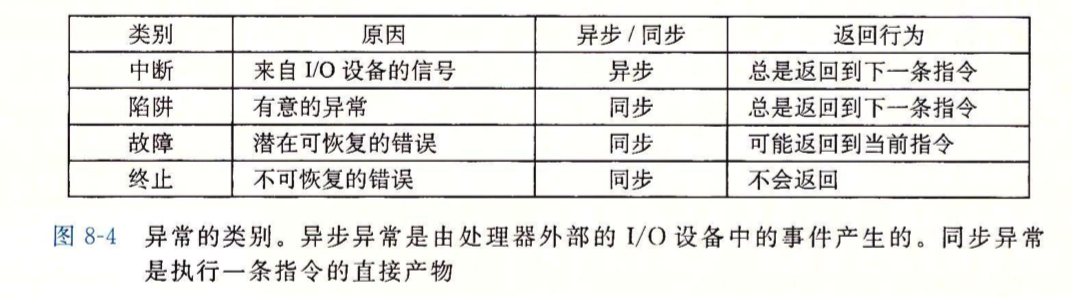 类别 原因 异步/同步 返回行为
中断 来自 I/O 设备的信号 异步 总是返回到下一条指令
陷阱 有意的异常 同步 总是返回到下一条指令
故障 潜在可恢复的错误 同步 可能返回到当前指令
终止 不可恢复的错误 同步 不会返回
图 8-4 异常的类别。异步异常是由处理器外部的 I/O 设备中的事件产生的。同步异常
是执行一条指令的直接产物